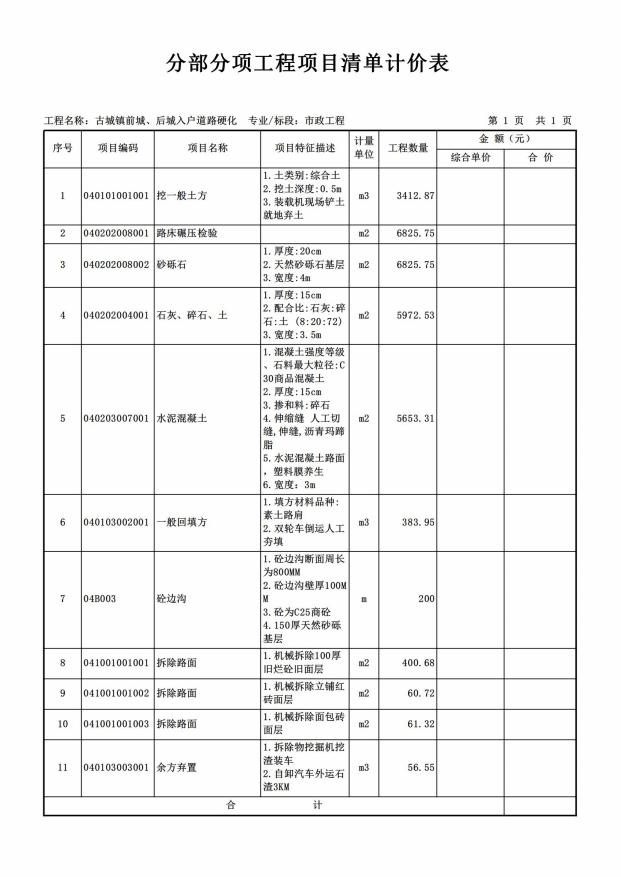 分部分项工程项目清单计价表
工程名称：古城镇前城、后城入户道路硬化 专业/标段：市政工程 第 1 页 共 1 页
序号 项目编码 项目名称 项目特征描述 计量单位 工程数量 金 额（元）
综合单价 合 价
1 040101001001 挖一般土方 1.土类别:综合土
2.挖土深度:0.5m
3.装载机现场铲土
就地弃土 m3 3412.87
2 040202008001 路床碾压检验 m2 6825.75
3 040202008002 砂砾石 1.厚度:20cm
2.天然砂砾石基层
3.宽度:4m m2 6825.75
4 040202004001 石灰、碎石、土 1.厚度:15cm
2.配合比:石灰:碎
石:土 (8:20:72)
3.宽度:3.5m m2 5972.53
5 040203007001 水泥混凝土 1.混凝土强度等级
、石料最大粒径:C
30商品混凝土
2.厚度:15cm
3.掺和料:碎石
4.伸缩缝 人工切
缝,伸缝,沥青玛蹄
脂
5.水泥混凝土路面
，塑料膜养生
6.宽度：3m m2 5653.31
6 040103002001 一般回填方 1.填方材料品种:
素土路肩
2.双轮车倒运人工
夯填 m3 383.95
7 04B003 砼边沟 1.砼边沟断面周长
为800MM
2.砼边沟壁厚100M
M
3.砼为C25商砼
4.150厚天然砂砾
基层 m 200
8 041001001001 拆除路面 1.机械拆除100厚
旧烂砼旧面层 m2 400.68
9 041001001002 拆除路面 1.机械拆除立铺红
砖面层 m2 60.72
10 041001001003 拆除路面 1.机械拆除面包砖
面层 m2 61.32
11 040103003001 余方弃置 1.拆除物挖掘机挖
渣装车
2.自卸汽车外运石
渣3KM m3 56.55
合 计